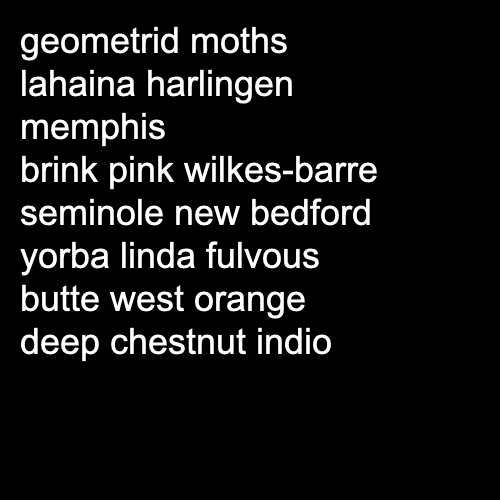 geometrid moths
lahaina harlingen
memphis
brink pink wilkes-barre
seminole new bedford
yorba linda fulvous
butte west orange
deep chestnut indio